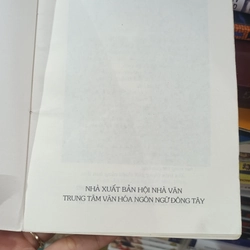 NHÀ XUẤT BẢN HỘI NHÀ VĂN
TRUNG TÂM VĂN HÓA NGÔN NGỮ ĐÔNG TÂY